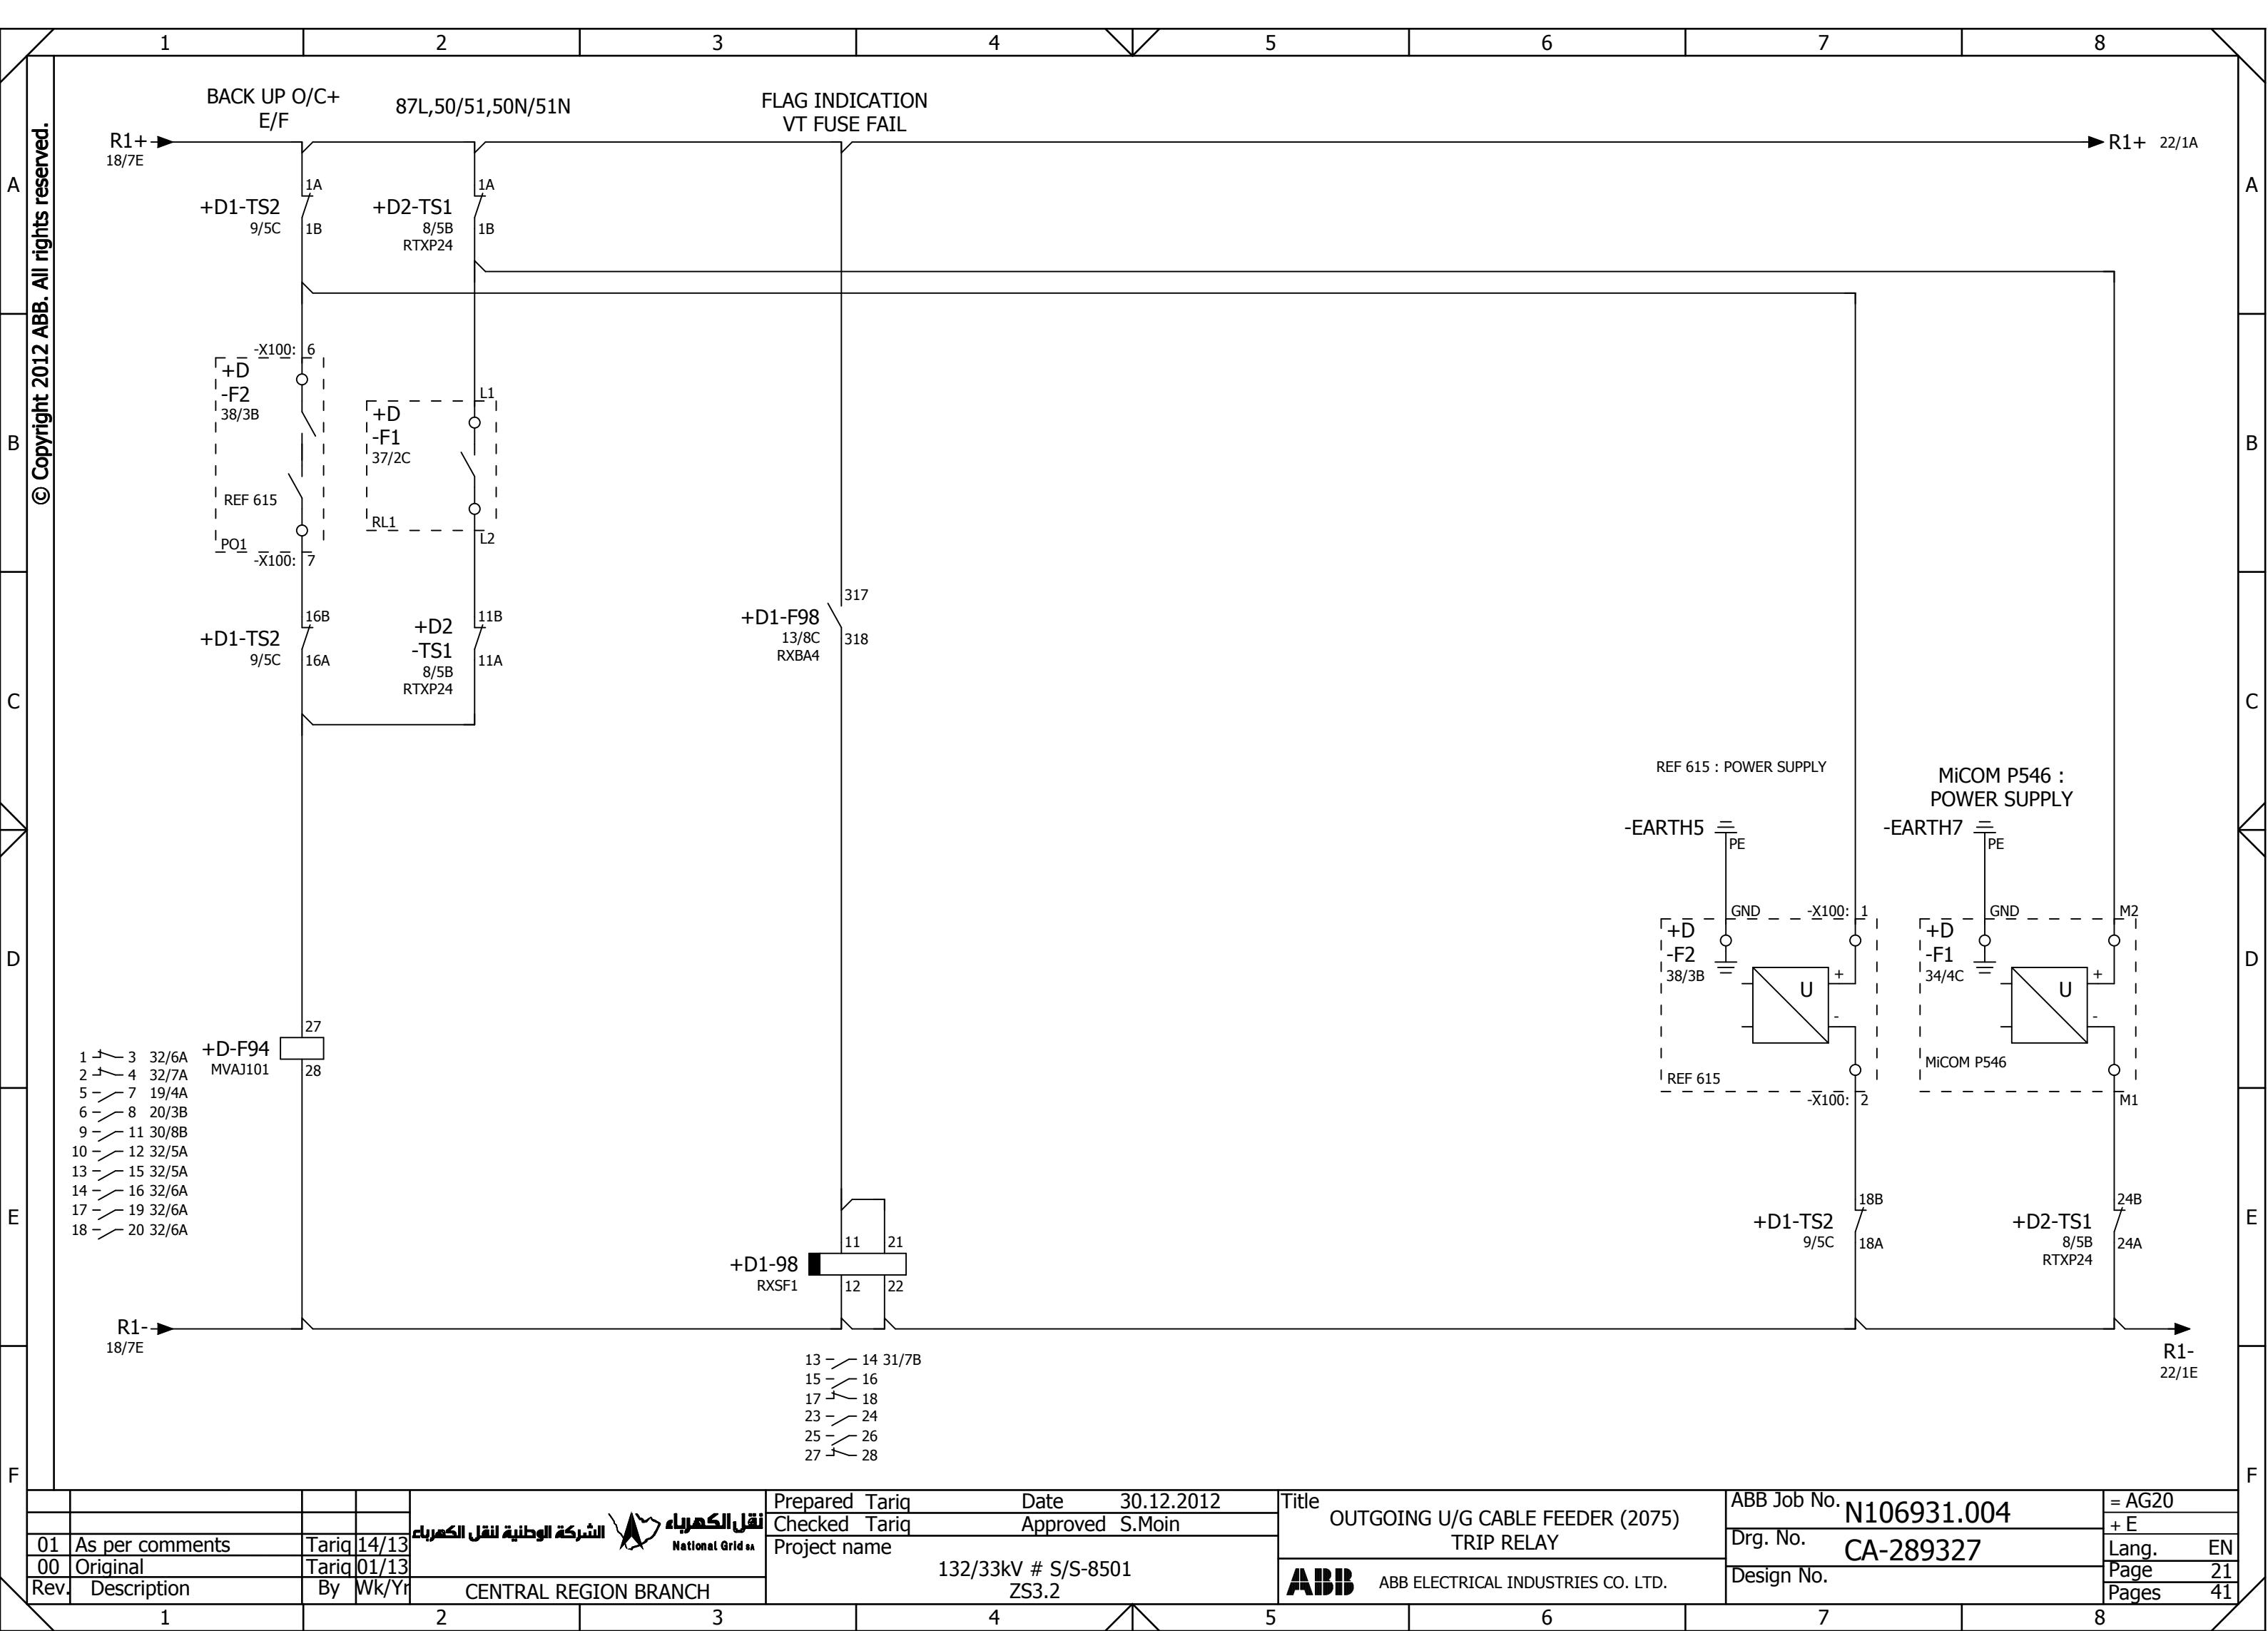 1 2 3 4 5 6 7 8
© Copyright 2012 ABB. All rights reserved.
A
B
C
D
E
F
BACK UP O/C+
E/F
87L,50/51,50N/51N
FLAG INDICATION
VT FUSE FAIL
R1+
18/7E
R1+ 22/1A
+D1-TS2
9/5C
1A
1B
+D2-TS1
8/5B
RTXP24
1A
1B
-X100: 6
+D
-F2
38/3B
REF 615
PO1
-X100: 7
L1
+D
-F1
37/2C
RL1
L2
+D1-TS2
9/5C
16B
16A
+D2
-TS1
8/5B
RTXP24
11B
11A
+D1-F98
13/8C
RXBA4
317
318
REF 615 : POWER SUPPLY
MiCOM P546 :
POWER SUPPLY
-EARTH5
PE
-EARTH7
PE
GND
-X100: 1
+D
-F2
38/3B
U
+
-
REF 615
-X100: 2
GND
M2
+D
-F1
34/4C
U
+
-
MiCOM P546
M1
+D-F94
MVAJ101
27
28
1 3 32/6A
2 4 32/7A
5 7 19/4A
6 8 20/3B
9 11 30/8B
10 12 32/5A
13 15 32/5A
14 16 32/6A
17 19 32/6A
18 20 32/6A
+D1-98
RXSF1
11 21
12 22
+D1-TS2
9/5C
18B
18A
+D2-TS1
8/5B
RTXP24
24B
24A
R1-
18/7E
R1-
22/1E
13 14 31/7B
15 16
17 18
23 24
25 26
27 28
A
B
C
D
E
F
01 As per comments Tariq 14/13
00 Original Tariq 01/13
Rev. Description By Wk/Yr
الشركة الوطنية لنقل الكهرباء
نقل الكهرباء
National Grid SA
CENTRAL REGION BRANCH
Prepared Tariq Date 30.12.2012
Checked Tariq Approved S.Moin
Project name
132/33kV # S/S-8501
ZS3.2
Title
OUTGOING U/G CABLE FEEDER (2075)
TRIP RELAY
ABB ABB ELECTRICAL INDUSTRIES CO. LTD.
ABB Job No. N106931.004
Drg. No. CA-289327
Design No.
= AG20
+ E
Lang. EN
Page 21
Pages 41
1 2 3 4 5 6 7 8